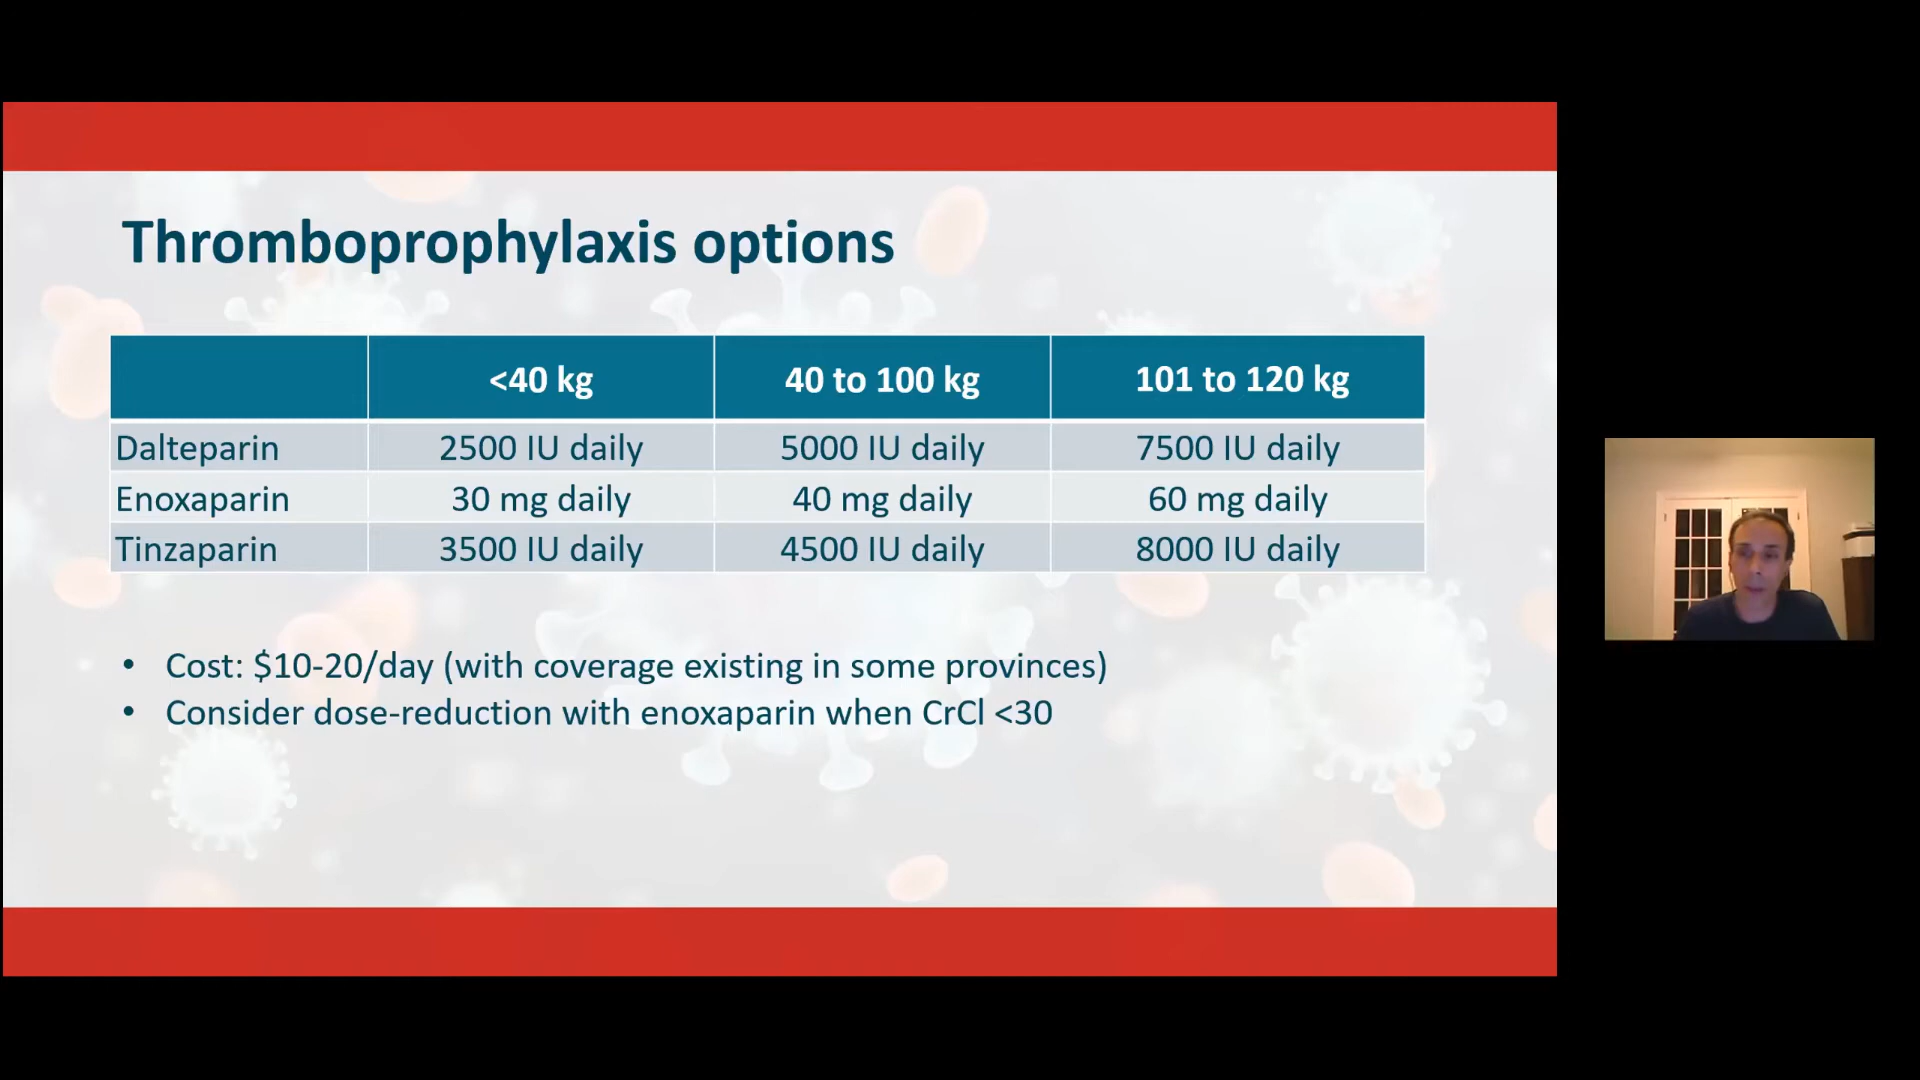 Thromboprophylaxis options
<40 kg 40 to 100 kg 101 to 120 kg
Dalteparin 2500 IU daily 5000 IU daily 7500 IU daily
Enoxaparin 30 mg daily 40 mg daily 60 mg daily
Tinzaparin 3500 IU daily 4500 IU daily 8000 IU daily
• Cost: $10-20/day (with coverage existing in some provinces)
• Consider dose-reduction with enoxaparin when CrCl <30